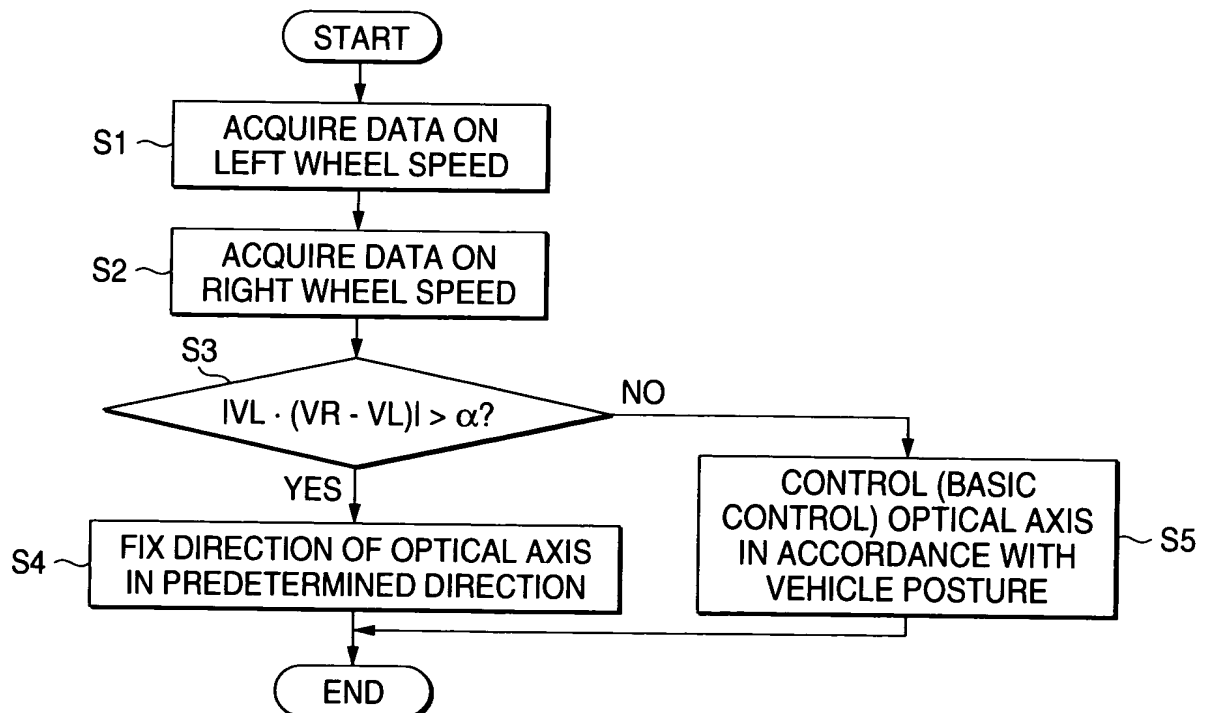 START
S1
ACQUIRE DATA ON
LEFT WHEEL SPEED
S2
ACQUIRE DATA ON
RIGHT WHEEL SPEED
S3
|VL · (VR - VL)| > α?
NO
YES
S4
FIX DIRECTION OF OPTICAL AXIS
IN PREDETERMINED DIRECTION
CONTROL (BASIC
CONTROL) OPTICAL AXIS
IN ACCORDANCE WITH
VEHICLE POSTURE
S5
END